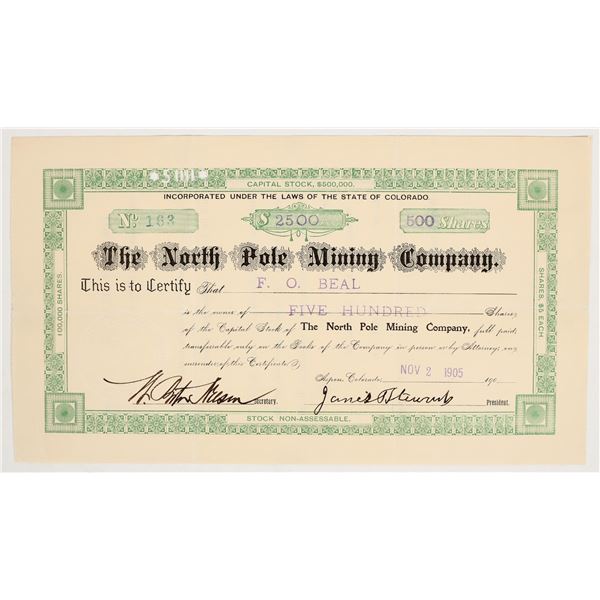 CAPITAL STOCK, $500,000.
INCORPORATED UNDER THE LAWS OF THE STATE OF COLORADO.
No. 163 $2500 500 Shares
The North Pole Mining Company.
This is to Certify That F. O. BEAL
is the owner of FIVE HUNDRED Shares
of the Capital Stock of The North Pole Mining Company, full paid;
transferable only on the Books of the Company in person or by Attorney, on
surrender of this Certificate.
Aspen, Colorado, NOV 2 1905 190
Secretary. President.
STOCK NON-ASSESSABLE.
100,000 SHARES.
SHARES, $5 EACH